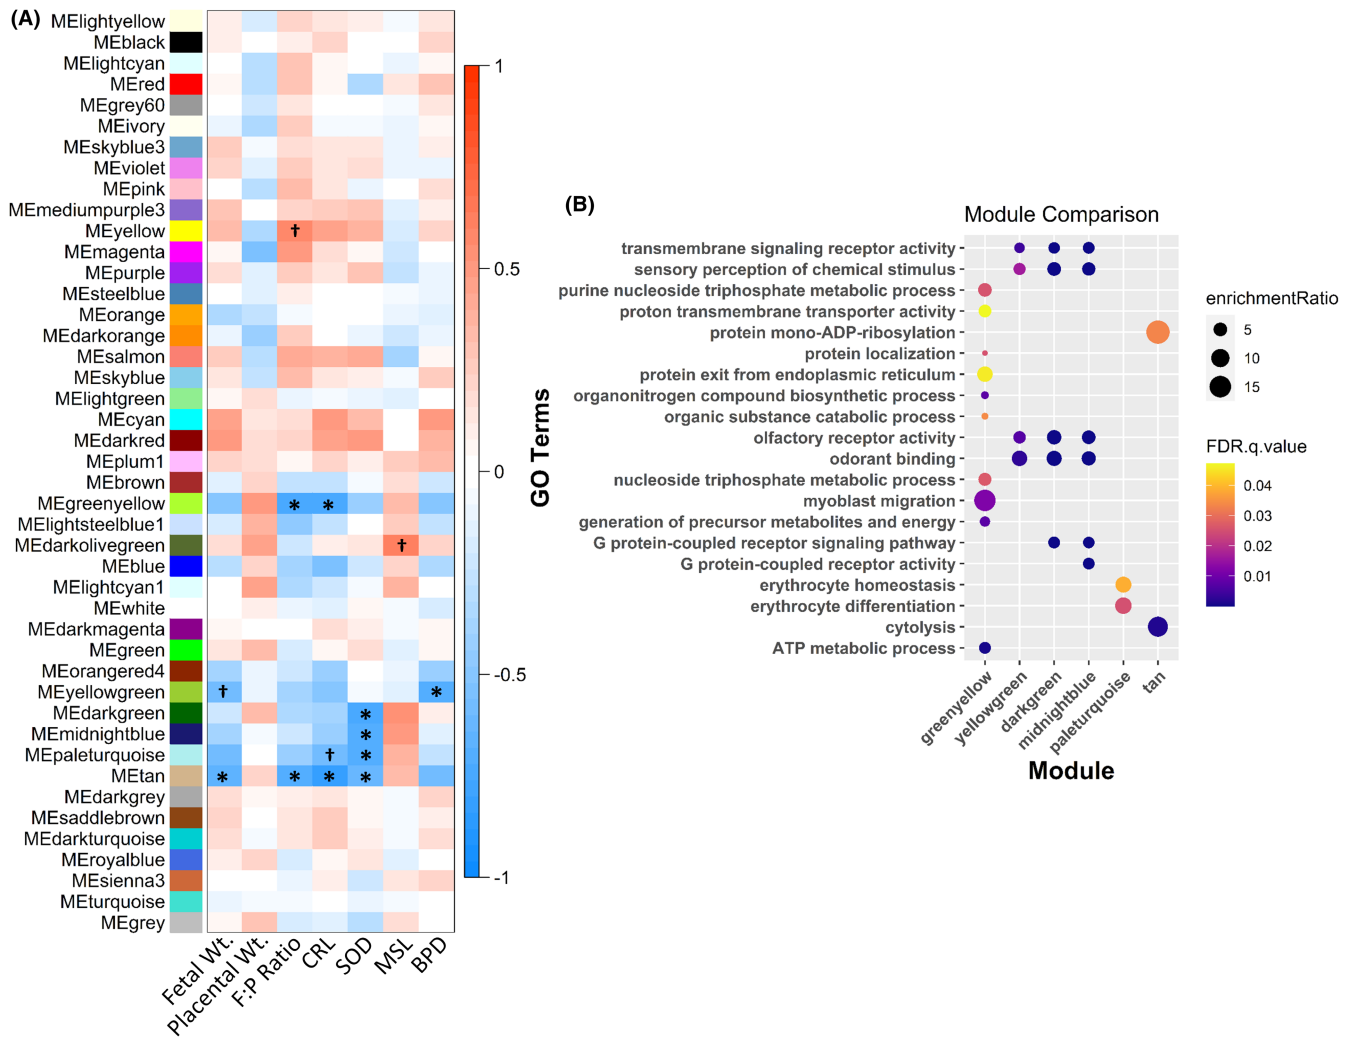 (A)
MElightyellow
MEblack
MElightcyan
MEred
MEgrey60
MEivory
MEskyblue3
MEviolet
MEpink
MEmediumpurple3
MEyellow
MEmagenta
MEpurple
MEsteelblue
MEorange
MEdarkorange
MEsalmon
MEskyblue
MElightgreen
MEcyan
MEdarkred
MEplum1
MEbrown
MEgreenyellow
MElightsteelblue1
MEdarkolivegreen
MEblue
MElightcyan1
MEwhite
MEdarkmagenta
MEgreen
MEorangered4
MEyellowgreen
MEdarkgreen
MEmidnightblue
MEpaleturquoise
MEtan
MEdarkgrey
MEsaddlebrown
MEdarkturquoise
MEroyalblue
MEsienna3
MEturquoise
MEgrey
†
* *
†
† *
*
*
† *
* * * *
Fetal Wt.
Placental Wt.
F:P Ratio
CRL
SOD
MSL
BPD
1
0.5
0
-0.5
-1
(B)
Module Comparison
GO Terms
transmembrane signaling receptor activity
sensory perception of chemical stimulus
purine nucleoside triphosphate metabolic process
proton transmembrane transporter activity
protein mono-ADP-ribosylation
protein localization
protein exit from endoplasmic reticulum
organonitrogen compound biosynthetic process
organic substance catabolic process
olfactory receptor activity
odorant binding
nucleoside triphosphate metabolic process
myoblast migration
generation of precursor metabolites and energy
G protein-coupled receptor signaling pathway
G protein-coupled receptor activity
erythrocyte homeostasis
erythrocyte differentiation
cytolysis
ATP metabolic process
greenyellow
yellowgreen
darkgreen
midnightblue
paleturquoise
tan
Module
enrichmentRatio
5
10
15
FDR.q.value
0.04
0.03
0.02
0.01